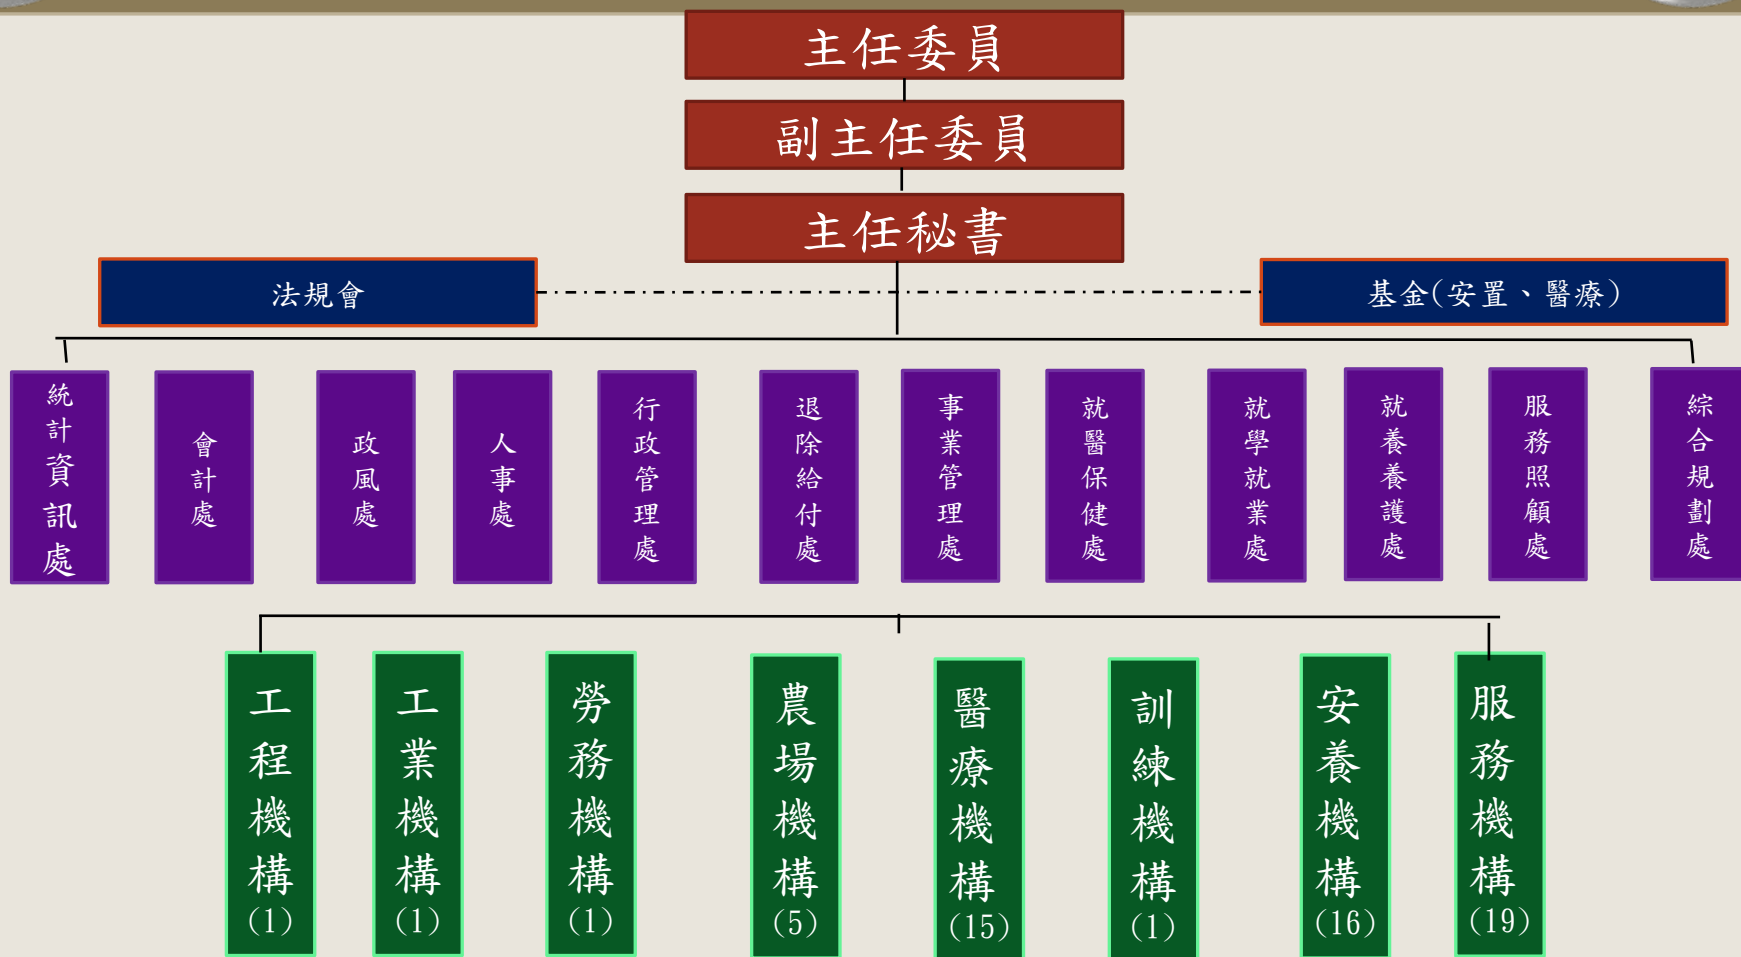 主任委員
副主任委員
主任秘書
法規會
基金(安置、醫療)
統計資訊處
會計處
政風處
人事處
行政管理處
退除給付處
事業管理處
就醫保健處
就學就業處
就養養護處
服務照顧處
綜合規劃處
工程機構(1)
工業機構(1)
勞務機構(1)
農場機構(5)
醫療機構(15)
訓練機構(1)
安養機構(16)
服務機構(19)